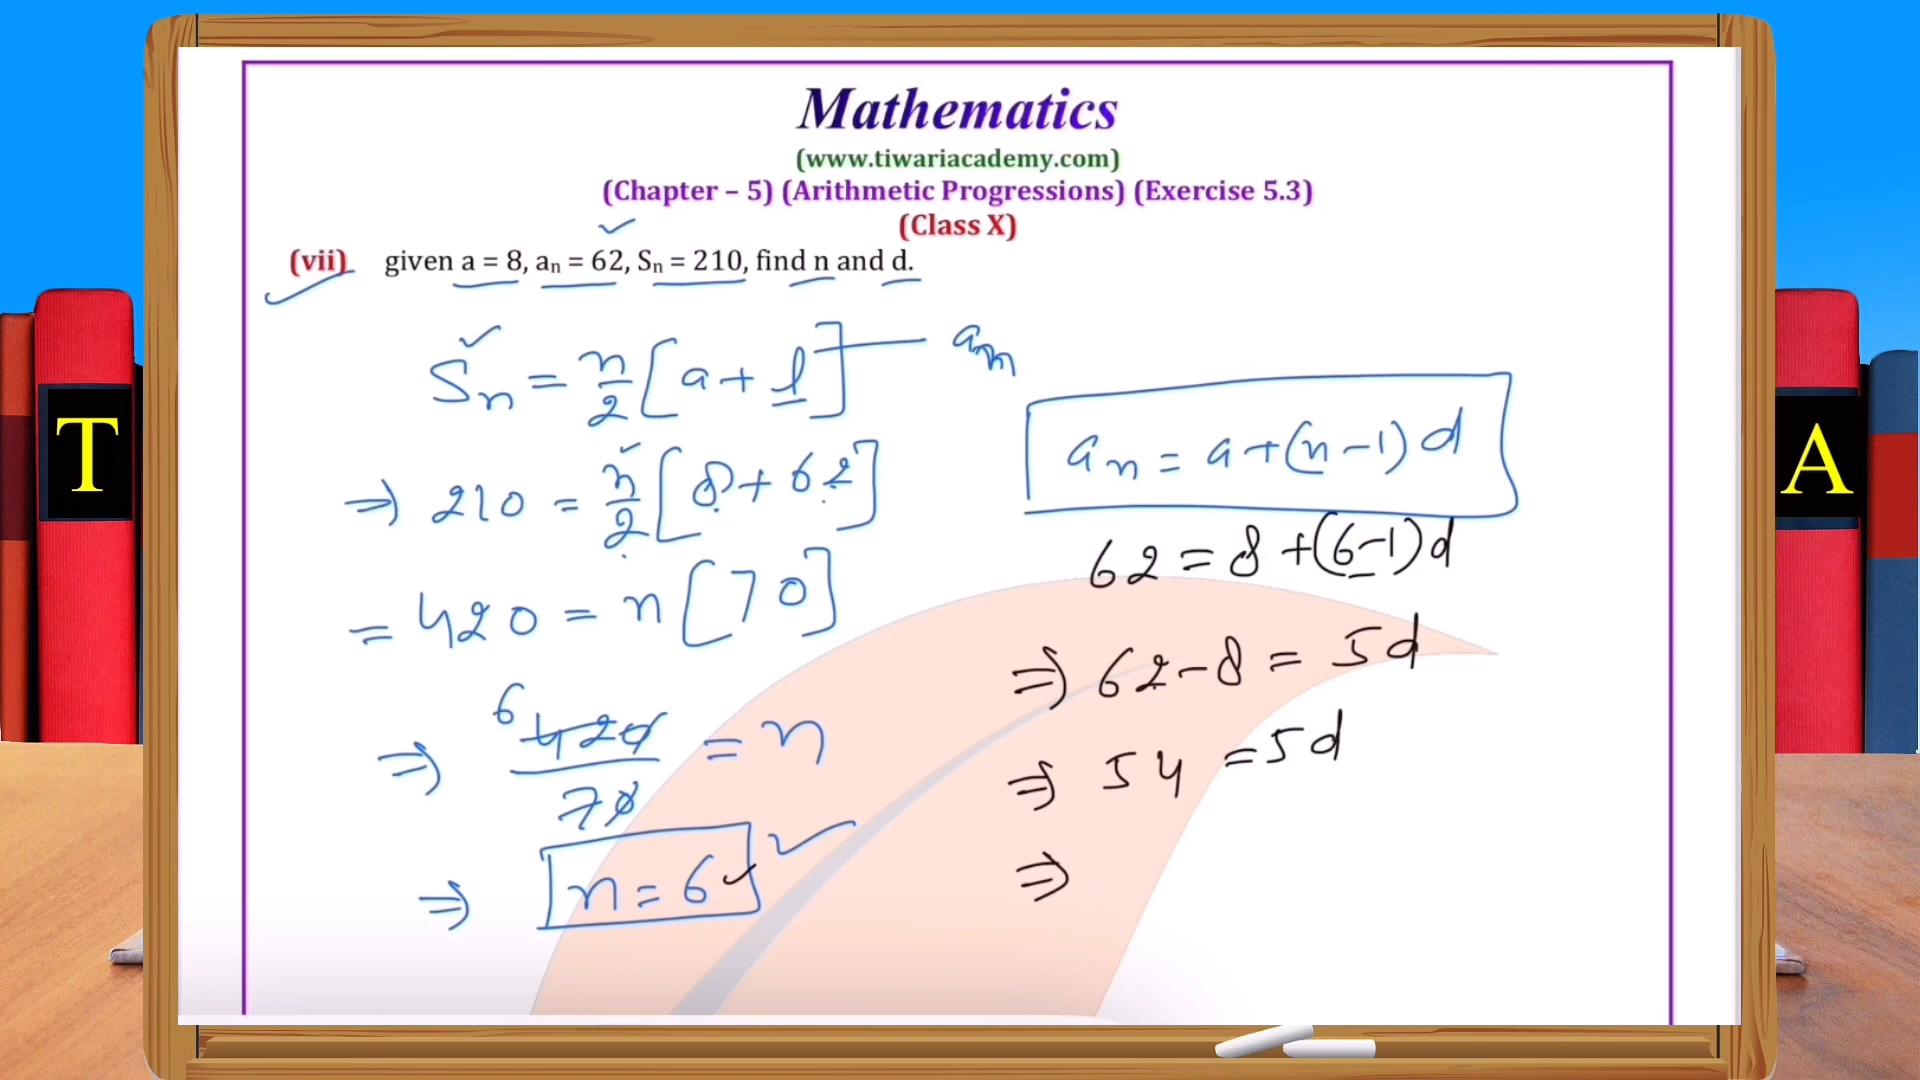 Mathematics
(www.tiwariacademy.com)
(Chapter – 5) (Arithmetic Progressions) (Exercise 5.3)
(Class X)
(vii) given a = 8, aₙ = 62, Sₙ = 210, find n and d.
Sₙ = n/2 [a + l] — aₙ
⇒ 210 = n/2 [8 + 62]
= 420 = n [70]
⇒ 6 420/70 = n
⇒ n = 6
aₙ = a + (n – 1) d
62 = 8 + (6 – 1) d
⇒ 62 – 8 = 5d
⇒ 54 = 5d
⇒
T
A